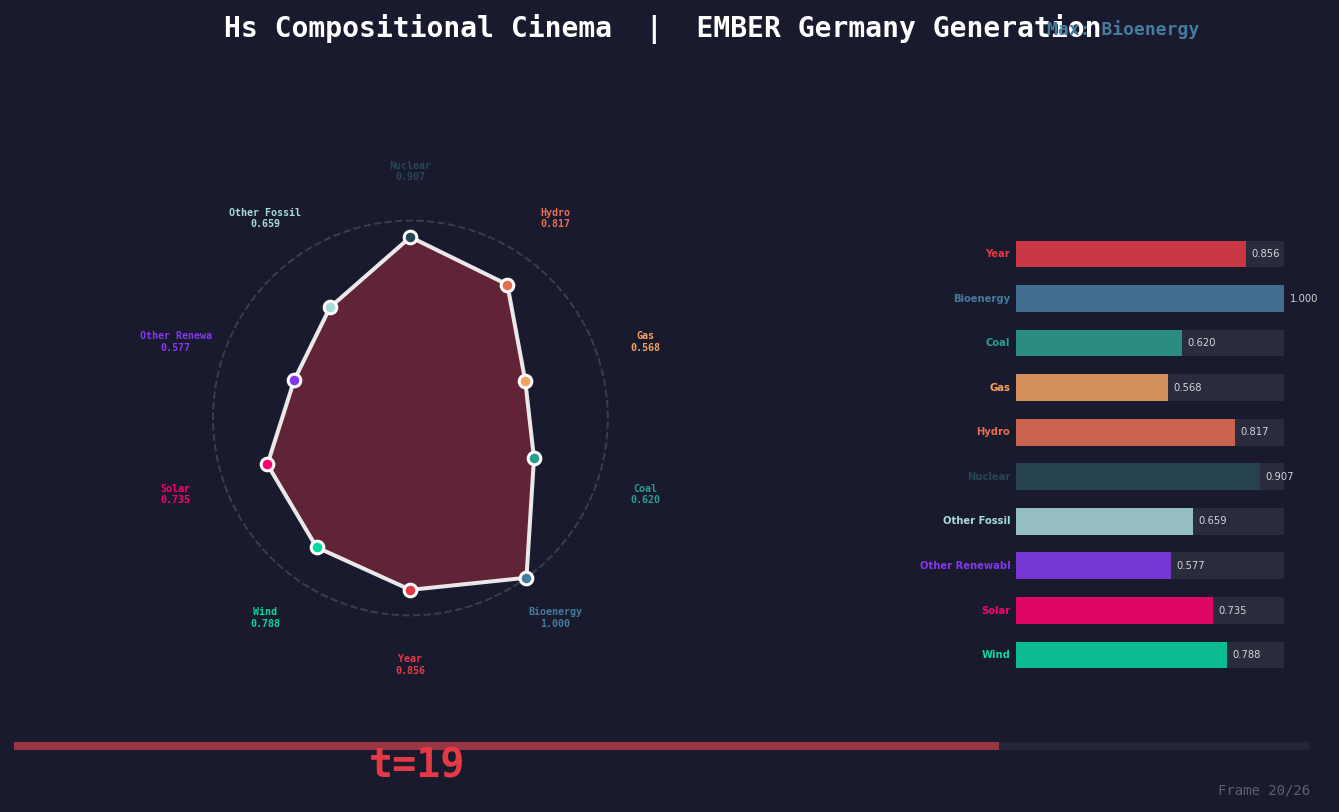 Hs Compositional Cinema | EMBER Germany Generation
Max: Bioenergy
Nuclear
0.907
Other Fossil
0.659
Hydro
0.817
Other Renewa
0.577
Gas
0.568
Solar
0.735
Coal
0.620
Wind
0.788
Bioenergy
1.000
Year
0.856
Year 0.856
Bioenergy 1.000
Coal 0.620
Gas 0.568
Hydro 0.817
Nuclear 0.907
Other Fossil 0.659
Other Renewabl 0.577
Solar 0.735
Wind 0.788
t=19
Frame 20/26